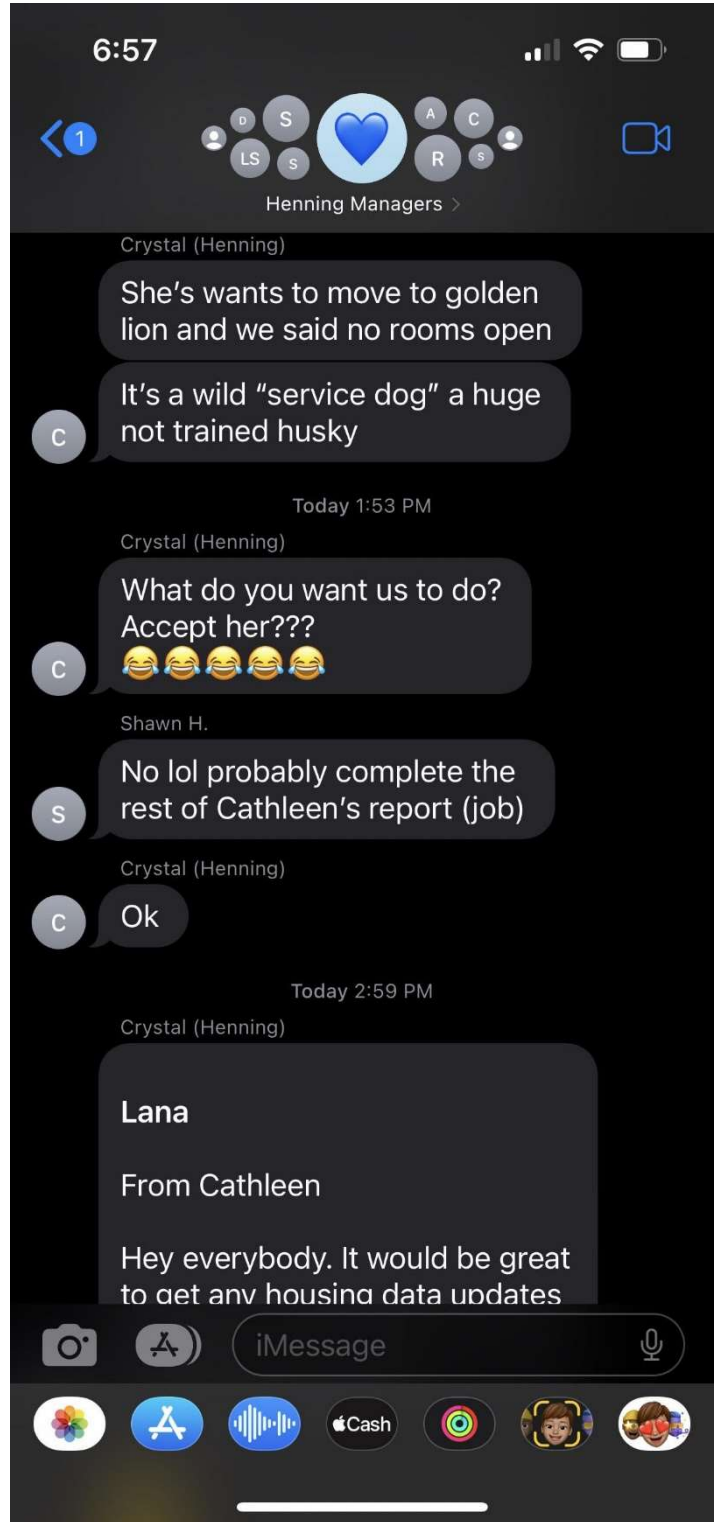 6:57
1
D
S
LS
S
A
C
R
S
Henning Managers >
Crystal (Henning)
She's wants to move to golden
lion and we said no rooms open
It's a wild “service dog” a huge
not trained husky
C
Today 1:53 PM
Crystal (Henning)
What do you want us to do?
Accept her???
😂😂😂😂😂
C
Shawn H.
No lol probably complete the
rest of Cathleen's report (job)
S
Crystal (Henning)
Ok
C
Today 2:59 PM
Crystal (Henning)
Lana
From Cathleen
Hey everybody. It would be great
to get any housing data updates
iMessage
Cash